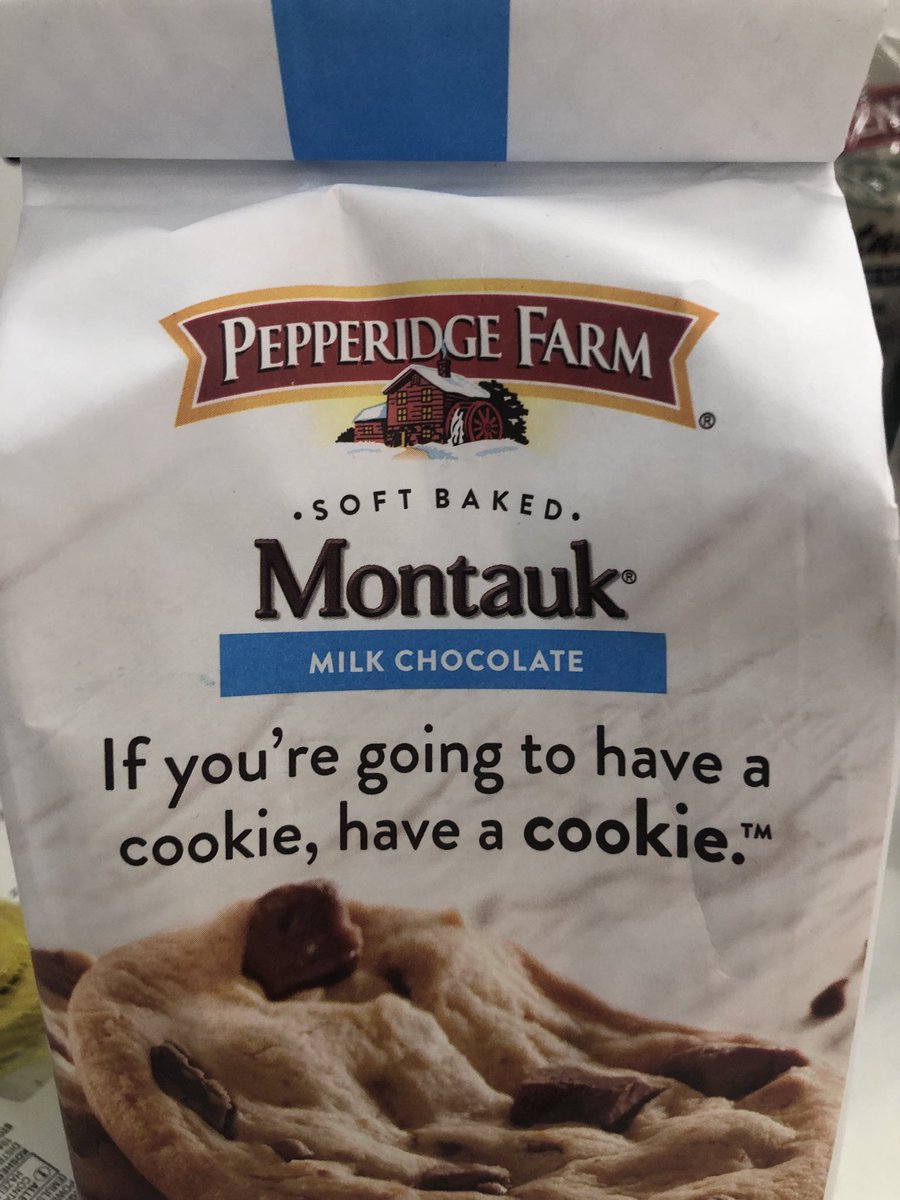 PEPPERIDGE FARM®
·SOFT BAKED·
Montauk®
MILK CHOCOLATE
If you're going to have a
cookie, have a cookie.™